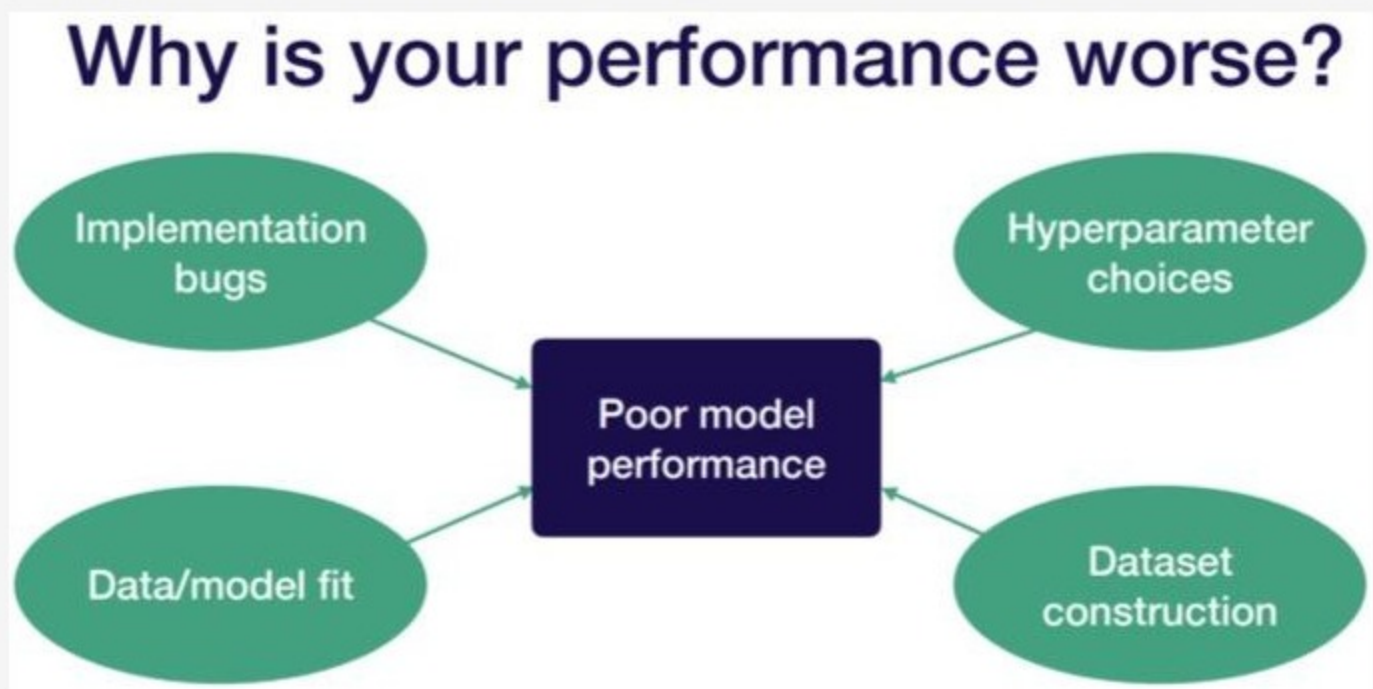 Why is your performance worse?
Implementation
bugs
Hyperparameter
choices
Poor model
performance
Data/model fit
Dataset
construction